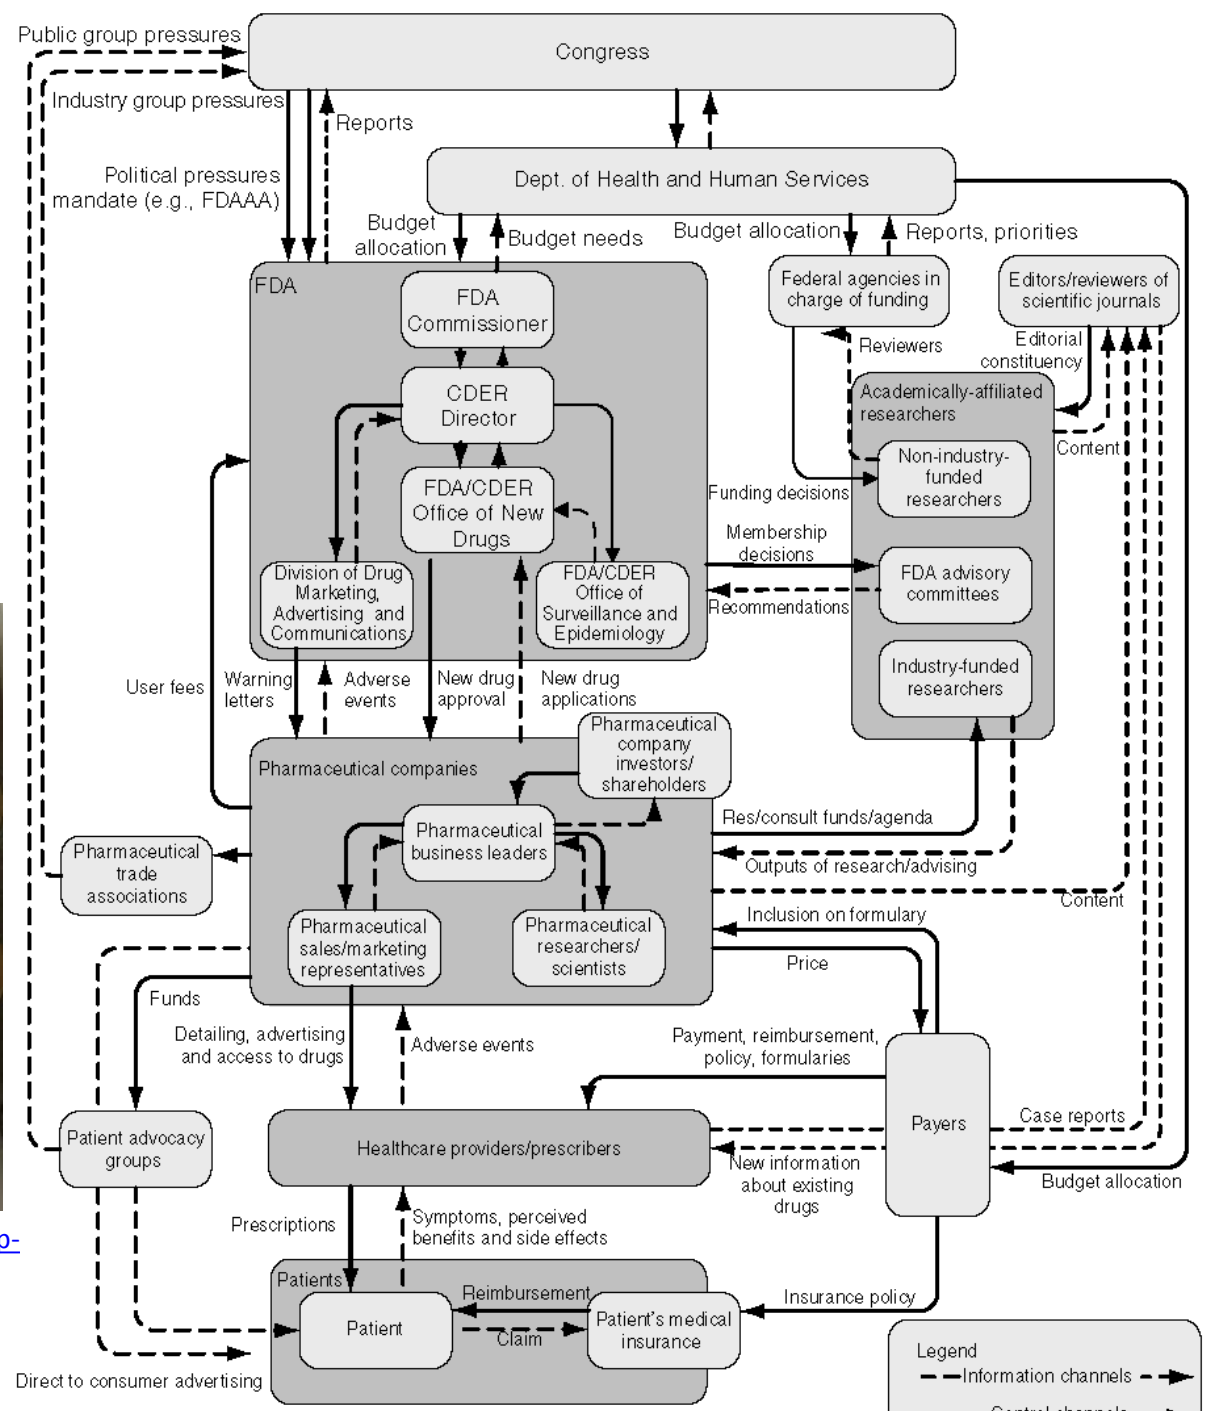 Public group pressures
Congress
Industry group pressures
Reports
Political pressures
mandate (e.g., FDAAA)
Dept. of Health and Human Services
Budget
allocation
Budget needs
Budget allocation
Reports, priorities
FDA
FDA
Commissioner
Federal agencies in
charge of funding
Editors/reviewers of
scientific journals
Reviewers
Editorial
constituency
CDER
Director
Academically-affiliated
researchers
Content
Non-industry-
funded
researchers
FDA/CDER
Office of New
Drugs
Funding decisions
Membership
decisions
Division of Drug
Marketing,
Advertising and
Communications
FDA/CDER
Office of
Surveillance and
Epidemiology
FDA advisory
committees
Recommendations
Industry-funded
researchers
User fees
Warning
letters
Adverse
events
New drug
approval
New drug
applications
Pharmaceutical
company
investors/
shareholders
Pharmaceutical companies
Pharmaceutical
business leaders
Res/consult funds/agenda
Pharmaceutical
trade
associations
Outputs of research/advising
Content
Pharmaceutical
sales/marketing
representatives
Pharmaceutical
researchers/
scientists
Inclusion on formulary
Price
Funds
Detailing, advertising
and access to drugs
Adverse events
Payment, reimbursement,
policy, formularies
Patient advocacy
groups
Healthcare providers/prescribers
Payers
Case reports
New information
about existing
drugs
Budget allocation
Prescriptions
Symptoms, perceived
benefits and side effects
Patients
Reimbursement
Patient
Claim
Patient's medical
insurance
Insurance policy
Direct to consumer advertising
Legend
Information channels